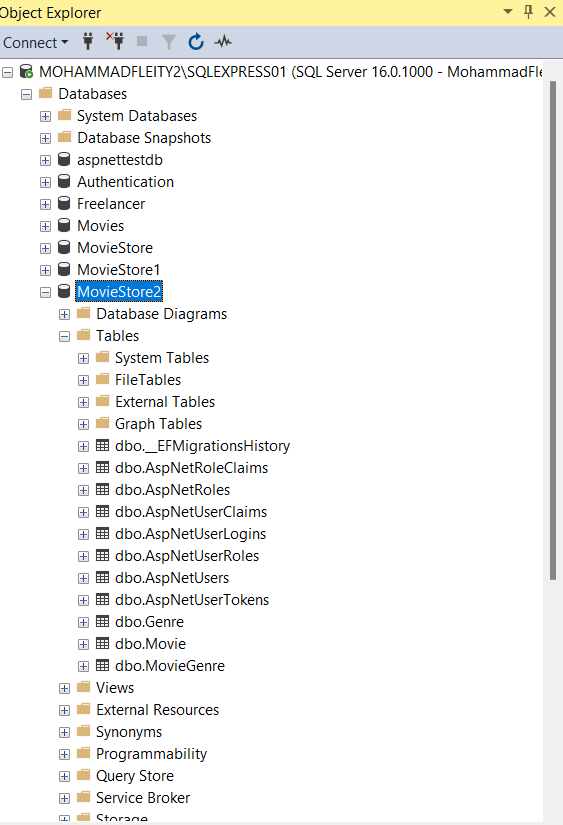 Object Explorer
Connect
MOHAMMADFLEITY2\SQLEXPRESS01 (SQL Server 16.0.1000 - MohammadFle
Databases
System Databases
Database Snapshots
aspnettestdb
Authentication
Freelancer
Movies
MovieStore
MovieStore1
MovieStore2
Database Diagrams
Tables
System Tables
FileTables
External Tables
Graph Tables
dbo.__EFMigrationsHistory
dbo.AspNetRoleClaims
dbo.AspNetRoles
dbo.AspNetUserClaims
dbo.AspNetUserLogins
dbo.AspNetUserRoles
dbo.AspNetUsers
dbo.AspNetUserTokens
dbo.Genre
dbo.Movie
dbo.MovieGenre
Views
External Resources
Synonyms
Programmability
Query Store
Service Broker
Storage